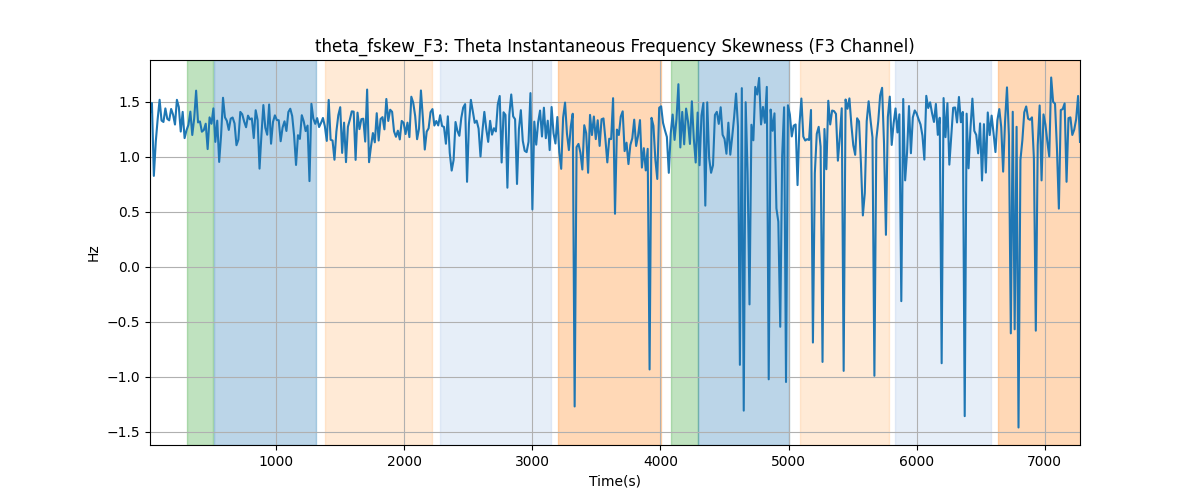 theta_fskew_F3: Theta Instantaneous Frequency Skewness (F3 Channel)
Hz
1.5
1.0
0.5
0.0
−0.5
−1.0
−1.5
1000 2000 3000 4000 5000 6000 7000
Time(s)